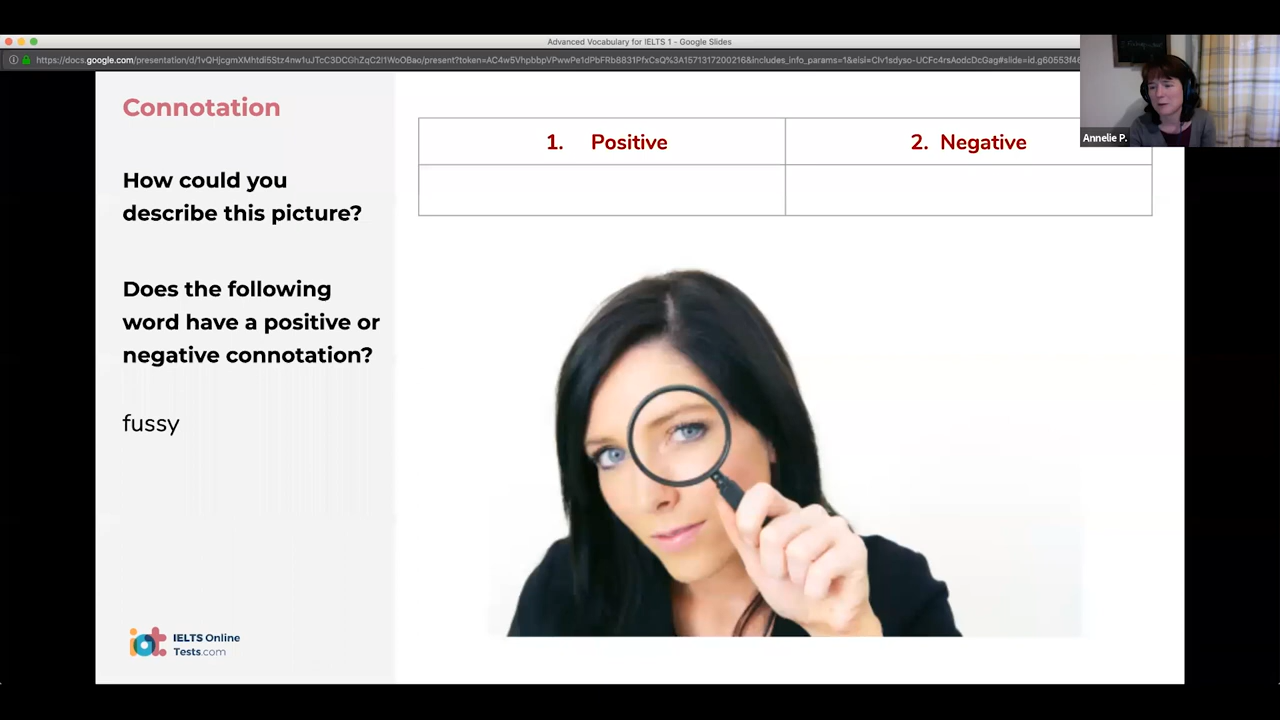 Advanced Vocabulary for IELTS 1 - Google Slides
Annelie P.
Connotation
How could you
describe this picture?
Does the following
word have a positive or
negative connotation?
fussy
1. Positive
2. Negative
iot
IELTS Online
Tests.com